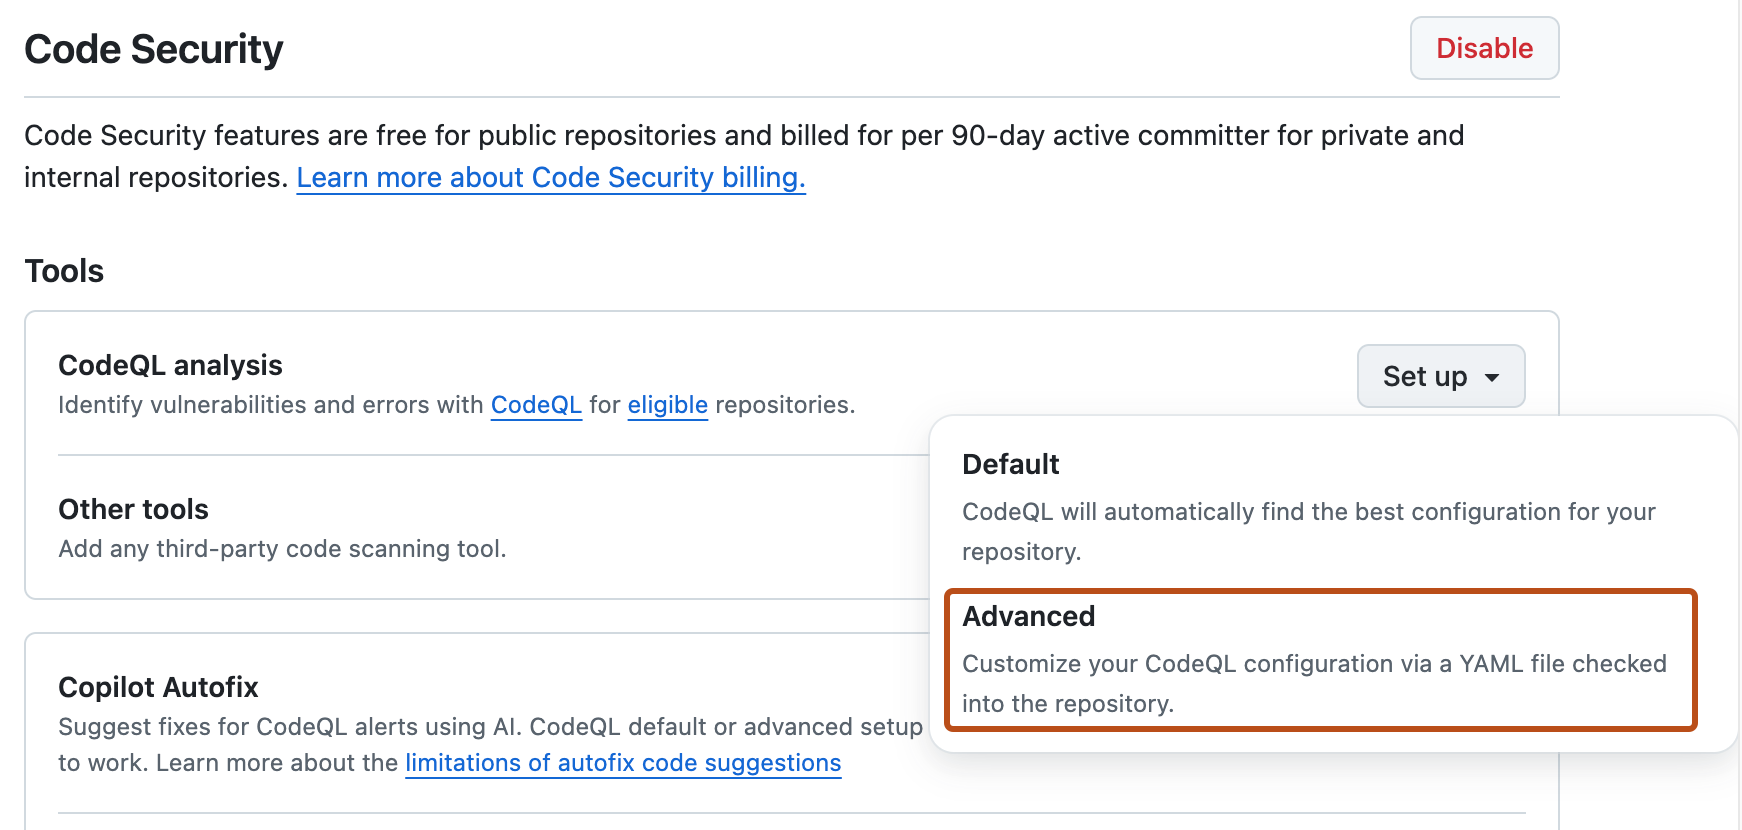 Code Security
Disable
Code Security features are free for public repositories and billed for per 90-day active committer for private and
internal repositories. Learn more about Code Security billing.
Tools
CodeQL analysis
Set up
Identify vulnerabilities and errors with CodeQL for eligible repositories.
Default
CodeQL will automatically find the best configuration for your
repository.
Advanced
Customize your CodeQL configuration via a YAML file checked
into the repository.
Other tools
Add any third-party code scanning tool.
Copilot Autofix
Suggest fixes for CodeQL alerts using AI. CodeQL default or advanced setup
to work. Learn more about the limitations of autofix code suggestions